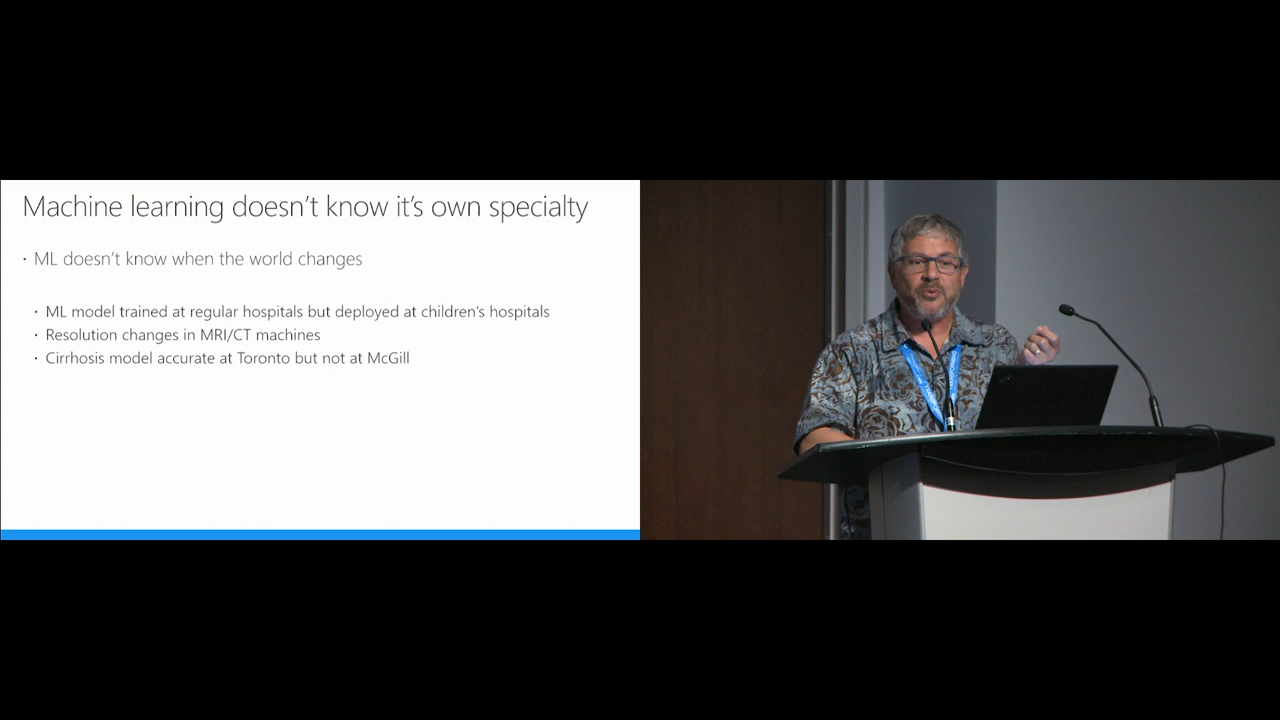 Machine learning doesn't know it's own specialty
· ML doesn't know when the world changes
· ML model trained at regular hospitals but deployed at children's hospitals
· Resolution changes in MRI/CT machines
· Cirrhosis model accurate at Toronto but not at McGill